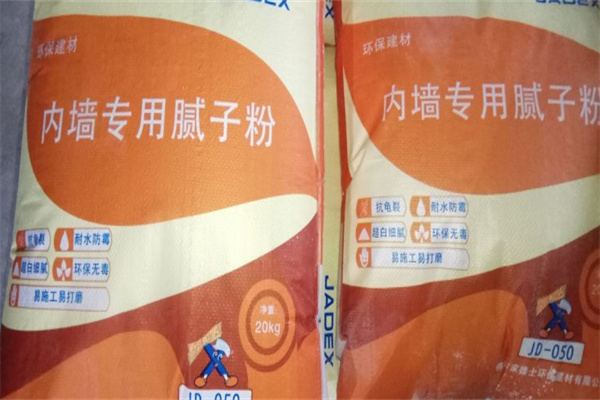 环保建材
内墙专用腻子粉
抗龟裂
耐水防霉
超白细腻
环保无毒
易施工易打磨
净重:
20kg
JADEX
JD-050
环保建材
内墙专用腻子粉
抗龟裂
耐水防霉
超白细腻
环保无毒
易施工易打磨
JD-050